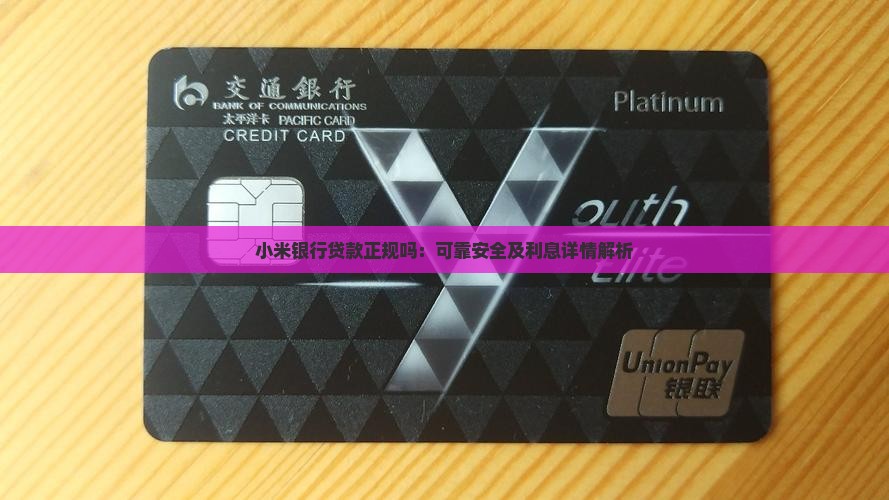 交通銀行
BANK OF COMMUNICATIONS
太平洋卡 PACIFIC CARD
CREDIT CARD
Platinum
Youth
小米银行贷款正规吗：可靠安全及利息详情解析
Elite
UnionPay
银联